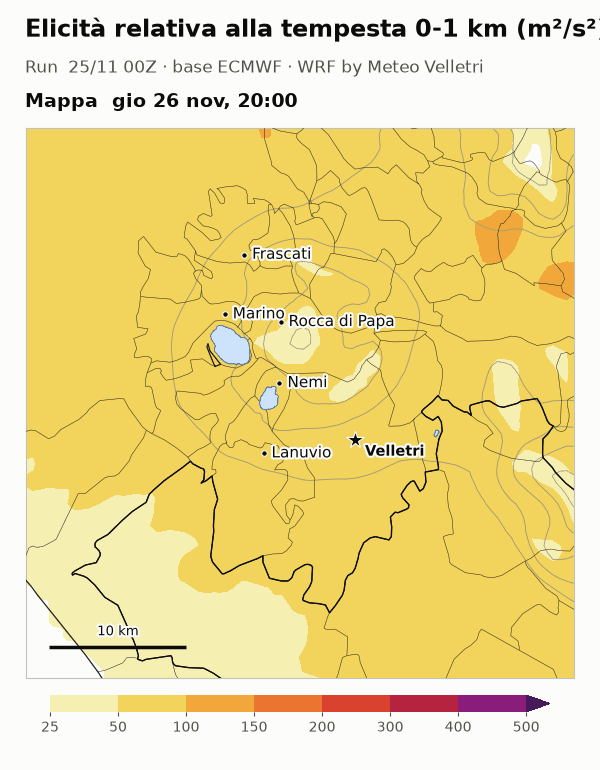 Elicità relativa alla tempesta 0-1 km (m²/s²)
Run  25/11 00Z · base ECMWF · WRF by Meteo Velletri
Mappa  gio 26 nov, 20:00
Frascati
Marino
Rocca di Papa
Nemi
Velletri
Lanuvio
10 km
25 50 100 150 200 300 400 500